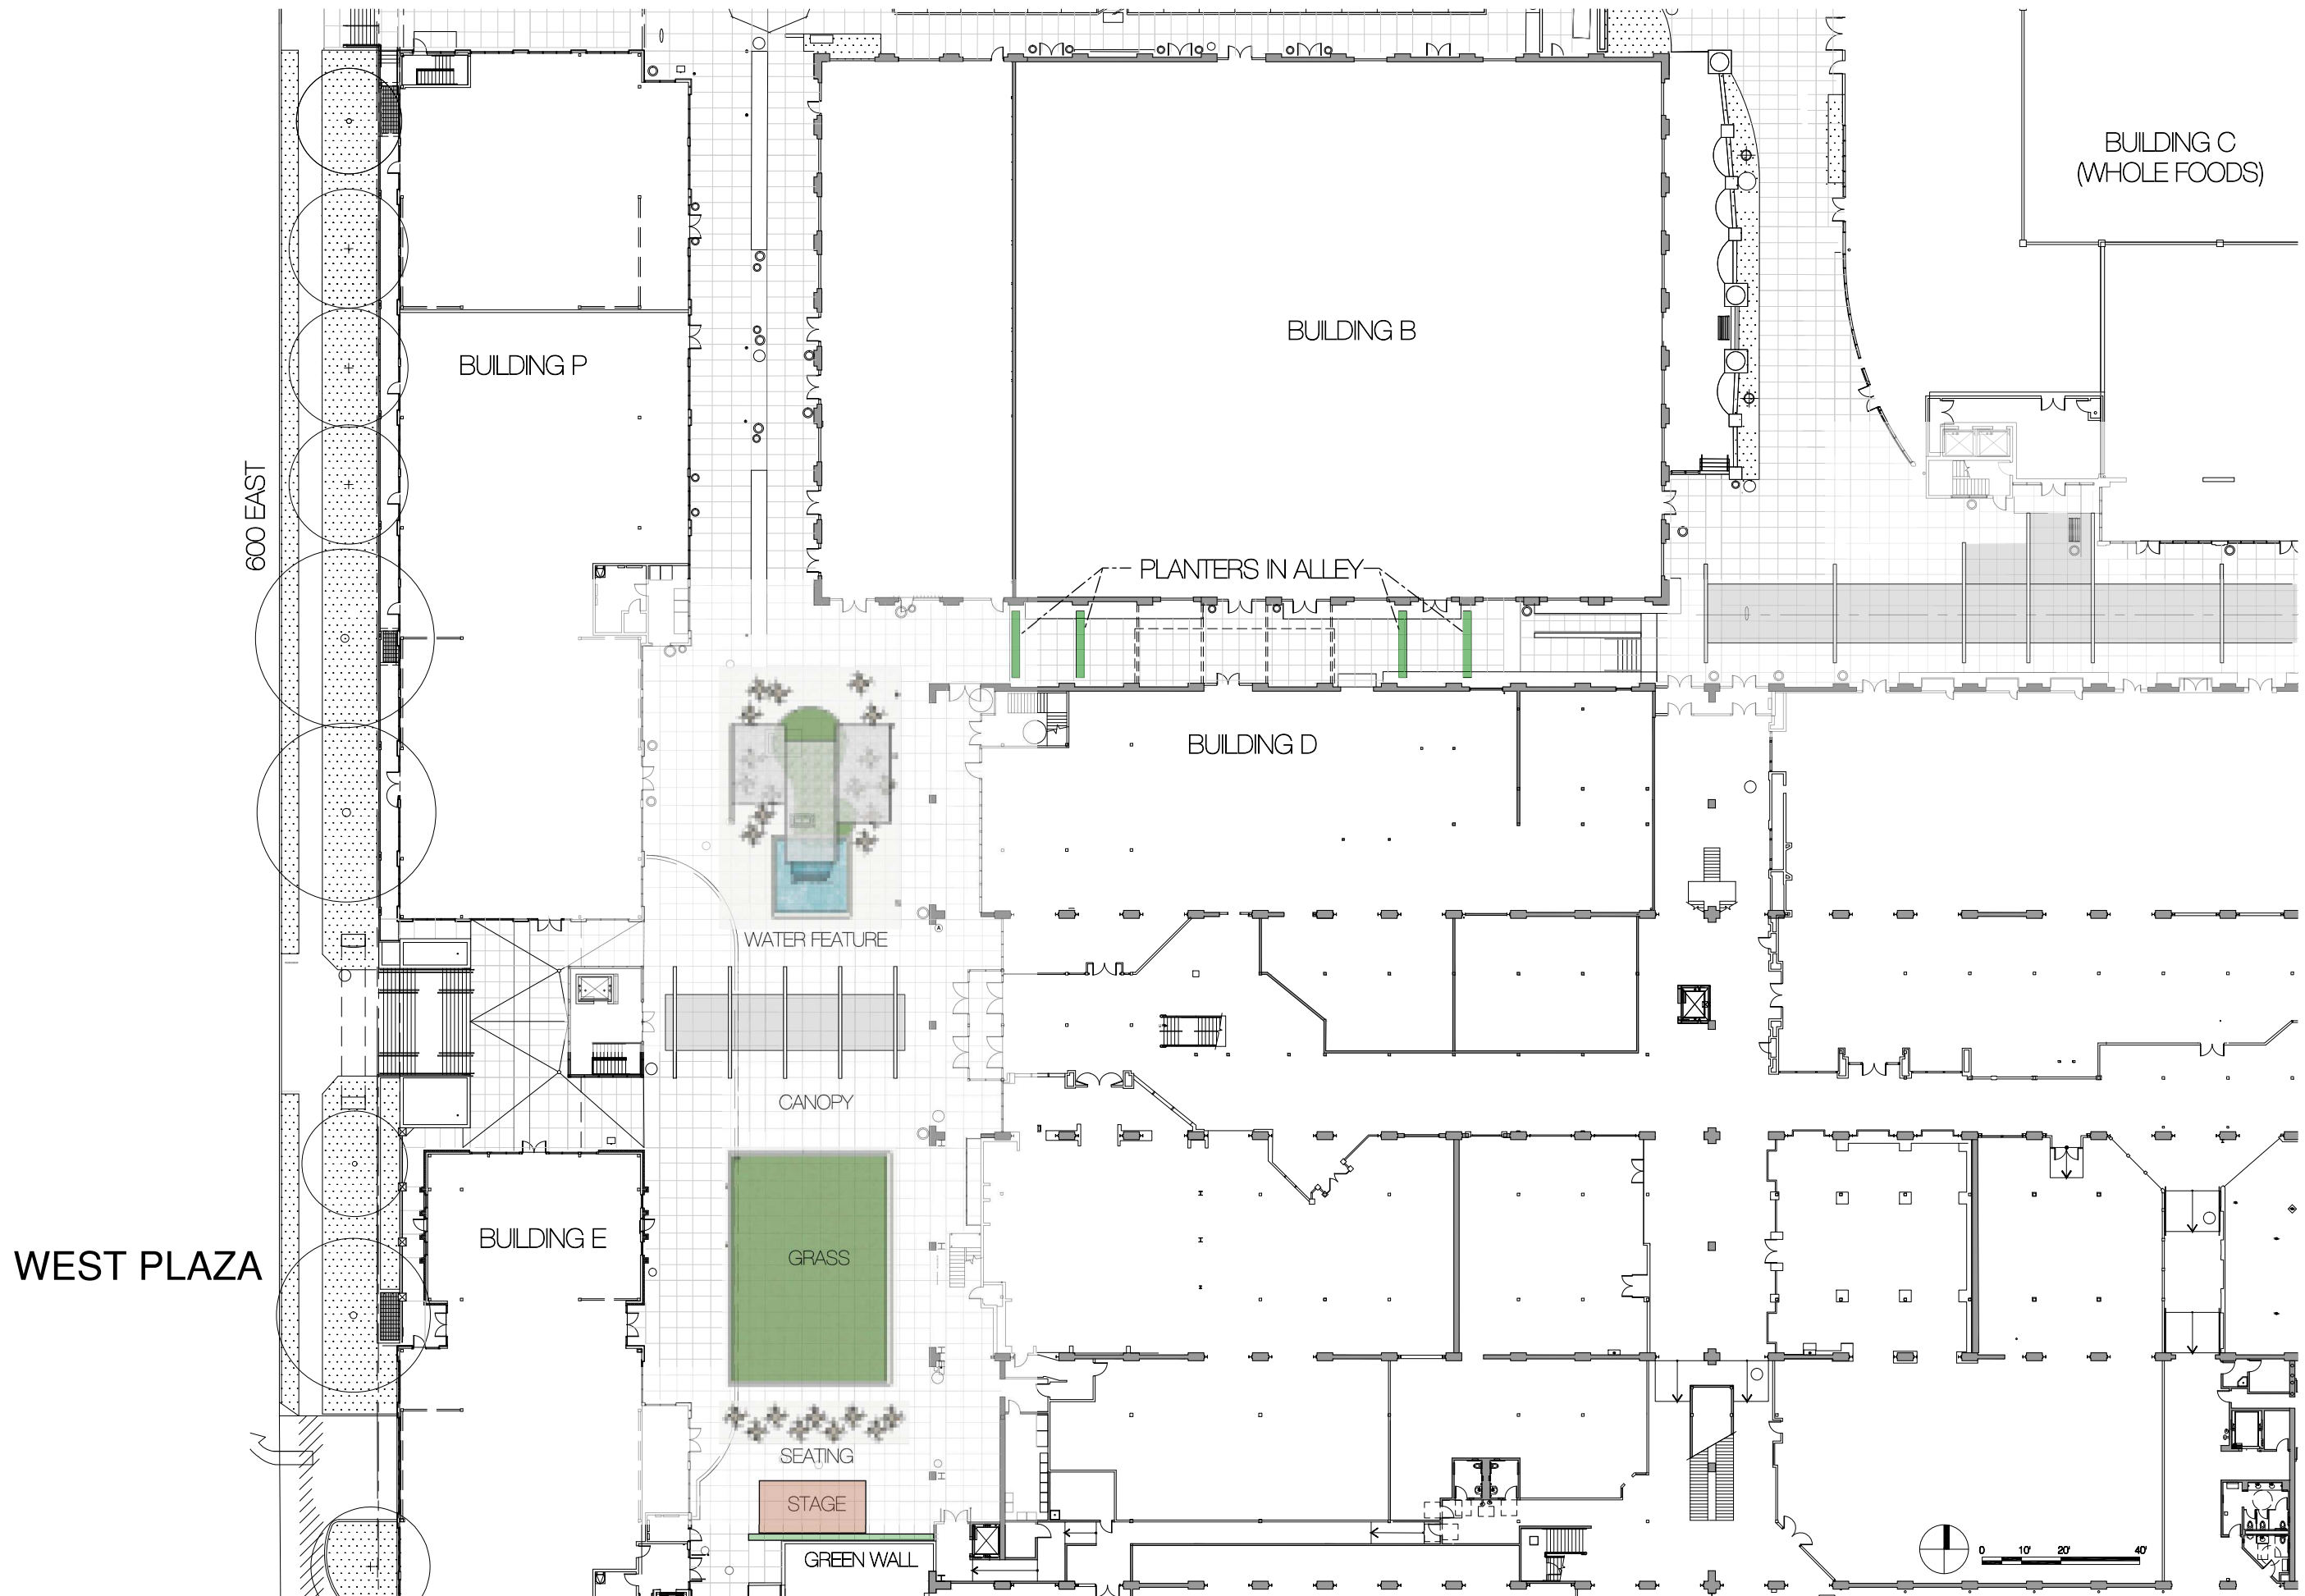 BUILDING C
(WHOLE FOODS)
BUILDING B
BUILDING P
600 EAST
PLANTERS IN ALLEY
BUILDING D
WATER FEATURE
A
CANOPY
BUILDING E
GRASS
WEST PLAZA
SEATING
STAGE
GREEN WALL
0 10' 20' 40'